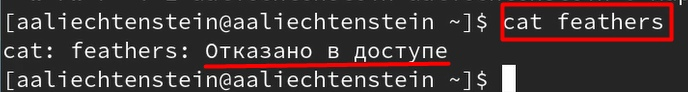 [aaliechtenstein@aaliechtenstein ~]$ cat feathers
cat: feathers: Отказано в доступе
[aaliechtenstein@aaliechtenstein ~]$